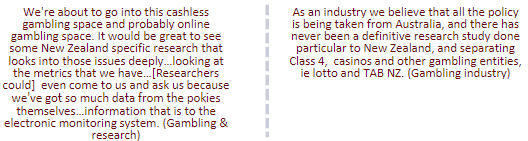 We're about to go into this cashless
gambling space and probably online
gambling space. It would be great to see
some New Zealand specific research that
looks into those issues deeply...looking at
the metrics that we have...[Researchers
could]  even come to us and ask us because
we've got so much data from the pokies
themselves...information that is to the
electronic monitoring system. (Gambling &
research)
As an industry we believe that all the policy
is being taken from Australia, and there has
never been a definitive research study done
particular to New Zealand, and separating
Class 4,  casinos and other gambling entities,
ie lotto and TAB NZ. (Gambling industry)